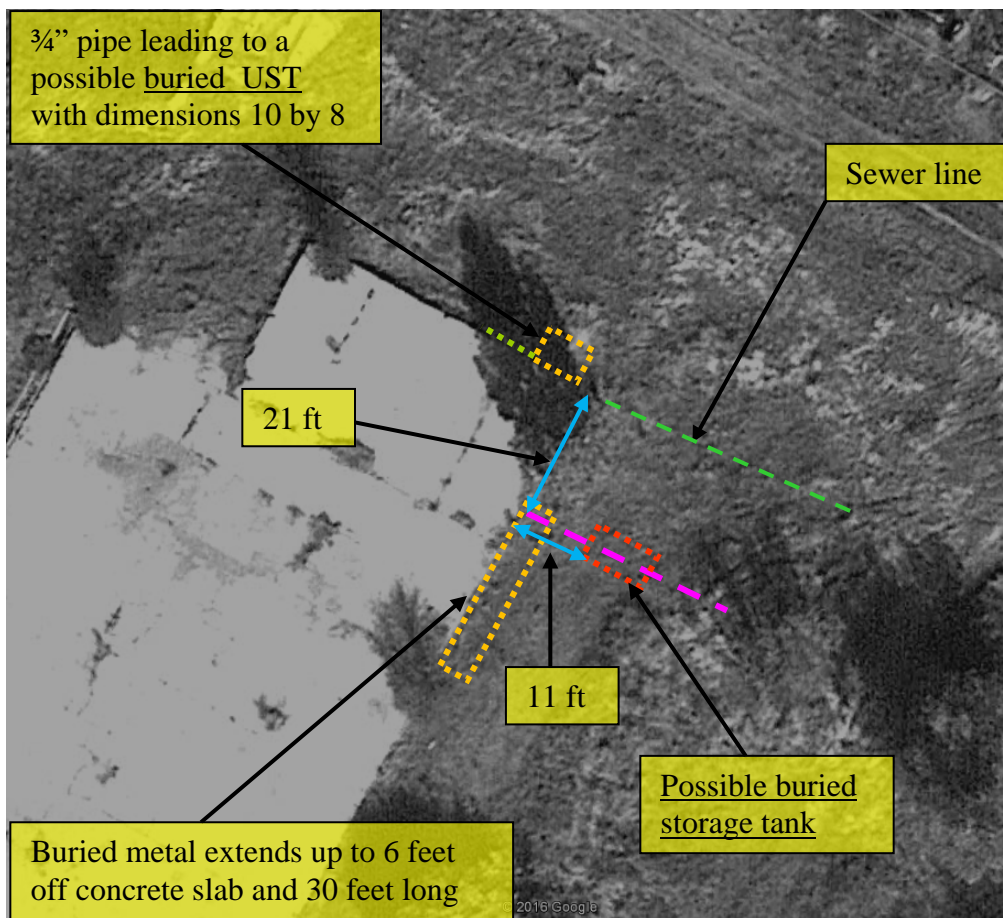 ¾” pipe leading to a
possible buried UST
with dimensions 10 by 8
Sewer line
21 ft
11 ft
Possible buried
storage tank
Buried metal extends up to 6 feet
off concrete slab and 30 feet long
© 2016 Google